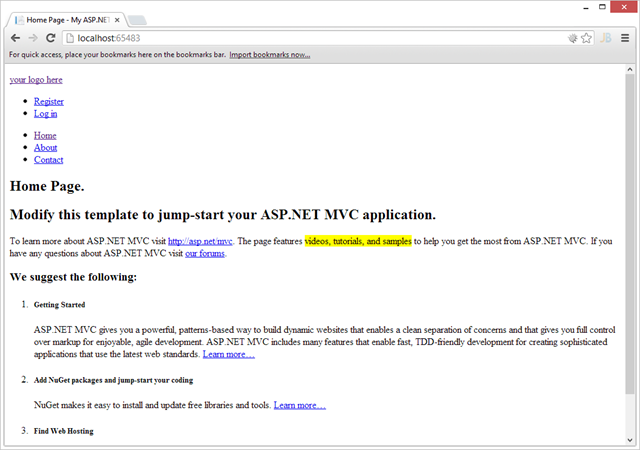 Home Page - My ASP.NET
localhost:65483
For quick access, place your bookmarks here on the bookmarks bar. Import bookmarks now...
your logo here
Register
Log in
Home
About
Contact
Home Page.
Modify this template to jump-start your ASP.NET MVC application.
To learn more about ASP.NET MVC visit http://asp.net/mvc. The page features videos, tutorials, and samples to help you get the most from ASP.NET MVC. If you
have any questions about ASP.NET MVC visit our forums.
We suggest the following:
1. Getting Started
ASP.NET MVC gives you a powerful, patterns-based way to build dynamic websites that enables a clean separation of concerns and that gives you full control
over markup for enjoyable, agile development. ASP.NET MVC includes many features that enable fast, TDD-friendly development for creating sophisticated
applications that use the latest web standards. Learn more…
2. Add NuGet packages and jump-start your coding
NuGet makes it easy to install and update free libraries and tools. Learn more…
3. Find Web Hosting